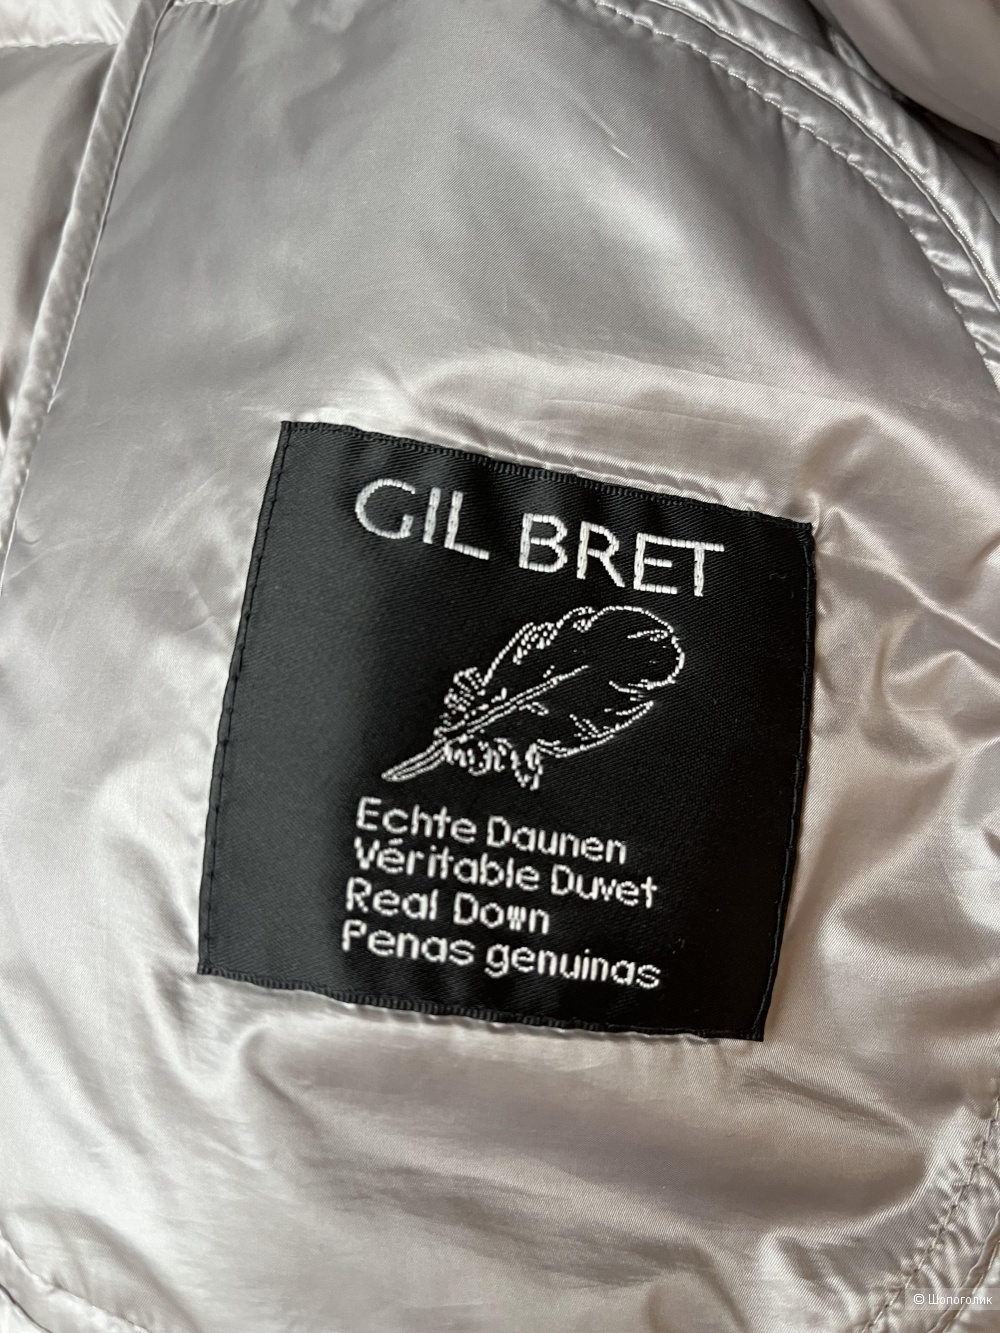 GIL BRET
Echte Daunen
Véritable Duvet
Real Down
Penas genuinas
© Шопоголик